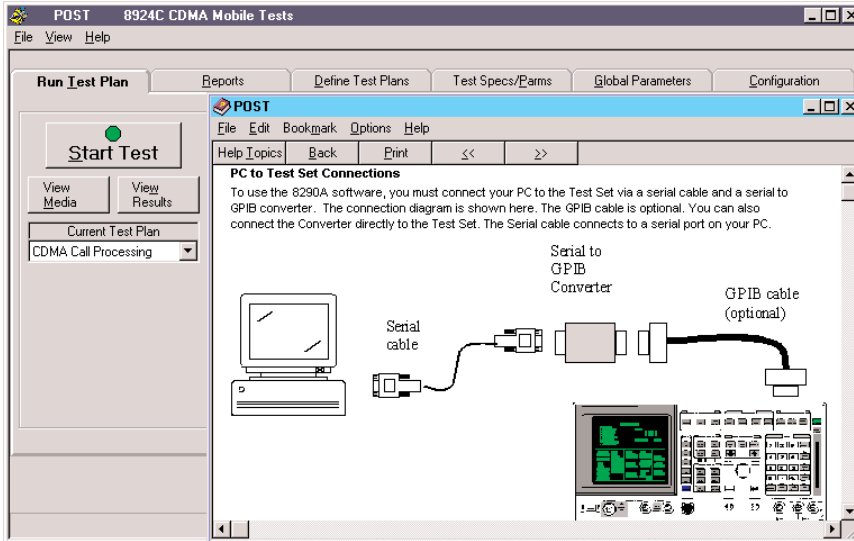 POST 8924C CDMA Mobile Tests
File View Help
Run Test Plan Reports Define Test Plans Test Specs/Parms Global Parameters Configuration
Start Test
View Media
View Results
Current Test Plan
CDMA Call Processing
POST
File Edit Bookmark Options Help
Help Topics Back Print << >>
PC to Test Set Connections
To use the 8290A software, you must connect your PC to the Test Set via a serial cable and a serial to
GPIB converter. The connection diagram is shown here. The GPIB cable is optional. You can also
connect the Converter directly to the Test Set. The Serial cable connects to a serial port on your PC.
Serial to
GPIB
Converter
GPIB cable
(optional)
Serial
cable